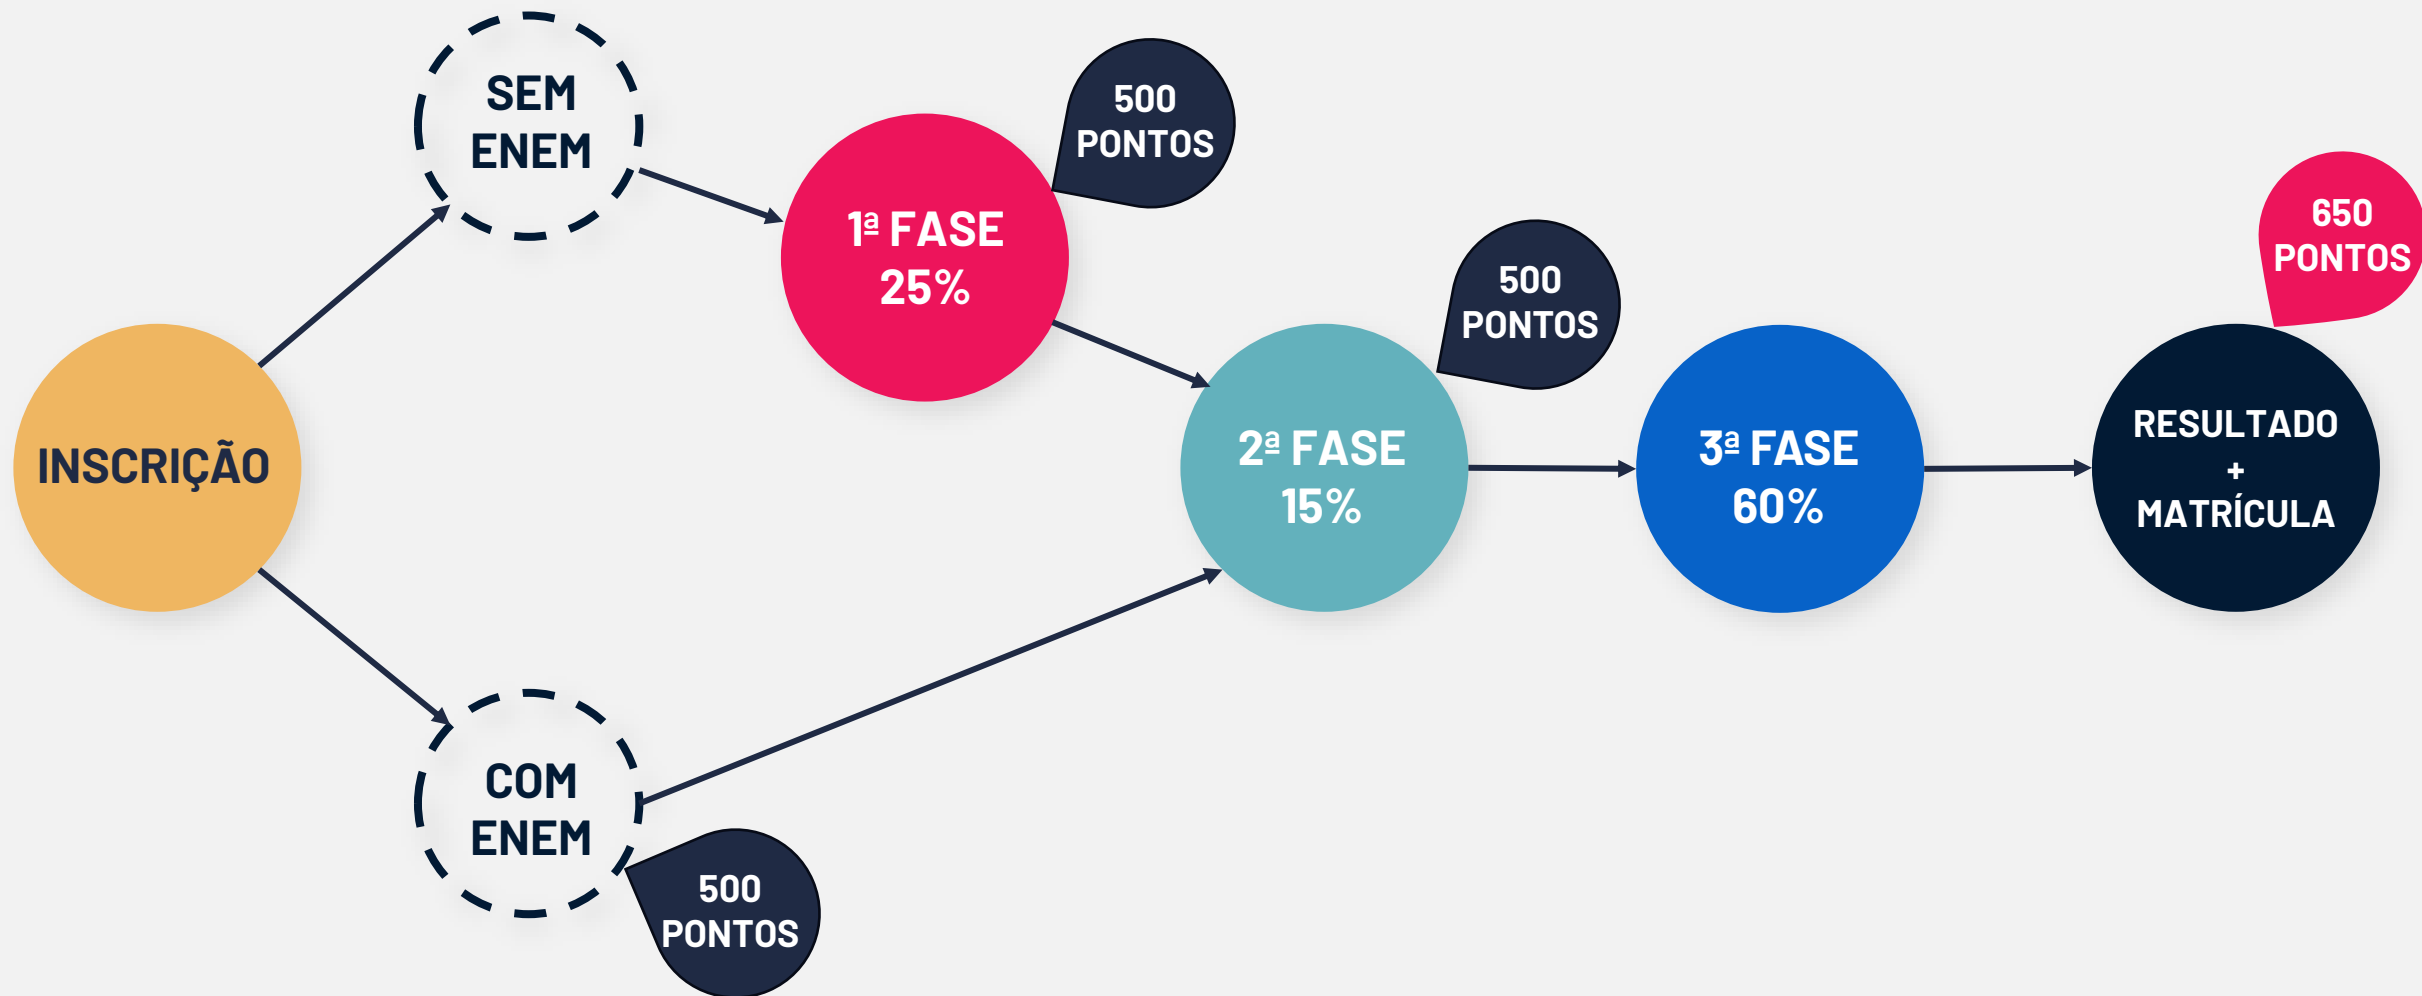 INSCRIÇÃO
SEM
ENEM
COM
ENEM
500
PONTOS
1ª FASE
25%
500
PONTOS
2ª FASE
15%
500
PONTOS
3ª FASE
60%
RESULTADO
+
MATRÍCULA
650
PONTOS